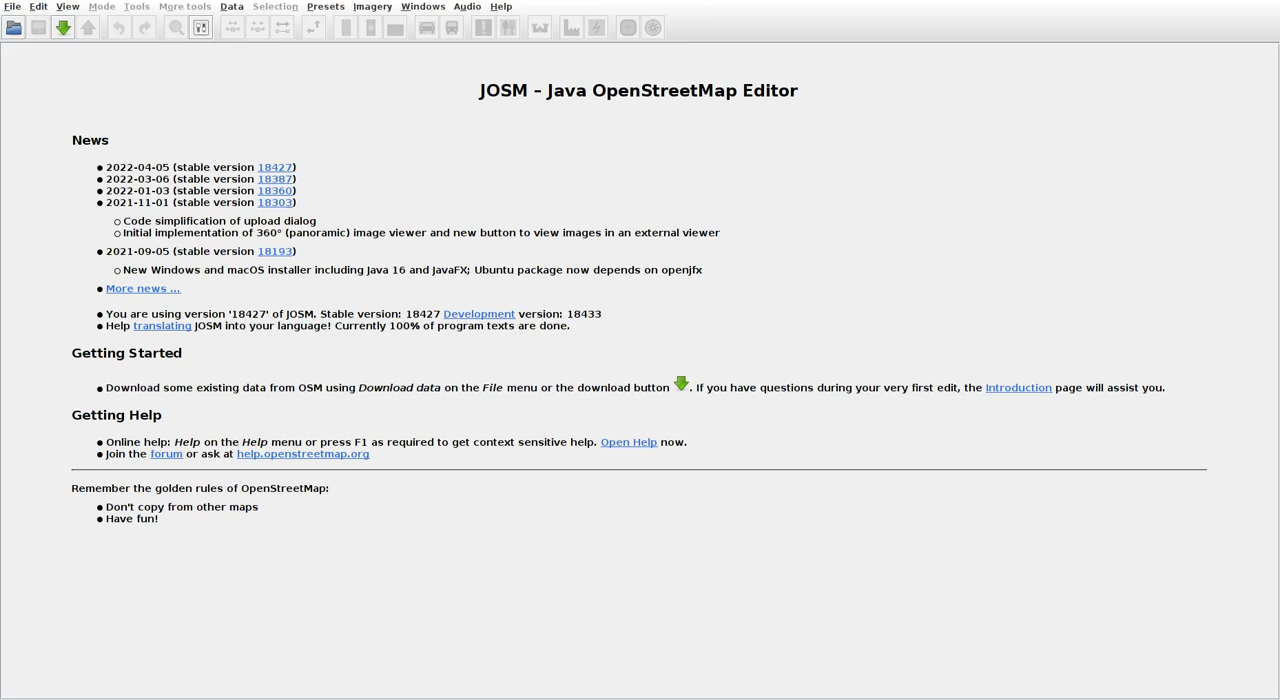 File Edit View Mode Tools More tools Data Selection Presets Imagery Windows Audio Help
JOSM – Java OpenStreetMap Editor
News
● 2022-04-05 (stable version 18427)
● 2022-03-06 (stable version 18387)
● 2022-01-03 (stable version 18360)
● 2021-11-01 (stable version 18303)
○ Code simplification of upload dialog
○ Initial implementation of 360° (panoramic) image viewer and new button to view images in an external viewer
● 2021-09-05 (stable version 18193)
○ New Windows and macOS installer including Java 16 and JavaFX; Ubuntu package now depends on openjfx
● More news ...
● You are using version '18427' of JOSM. Stable version: 18427 Development version: 18433
● Help translating JOSM into your language! Currently 100% of program texts are done.
Getting Started
● Download some existing data from OSM using Download data on the File menu or the download button . If you have questions during your very first edit, the Introduction page will assist you.
Getting Help
● Online help: Help on the Help menu or press F1 as required to get context sensitive help. Open Help now.
● Join the forum or ask at help.openstreetmap.org
Remember the golden rules of OpenStreetMap:
● Don't copy from other maps
● Have fun!